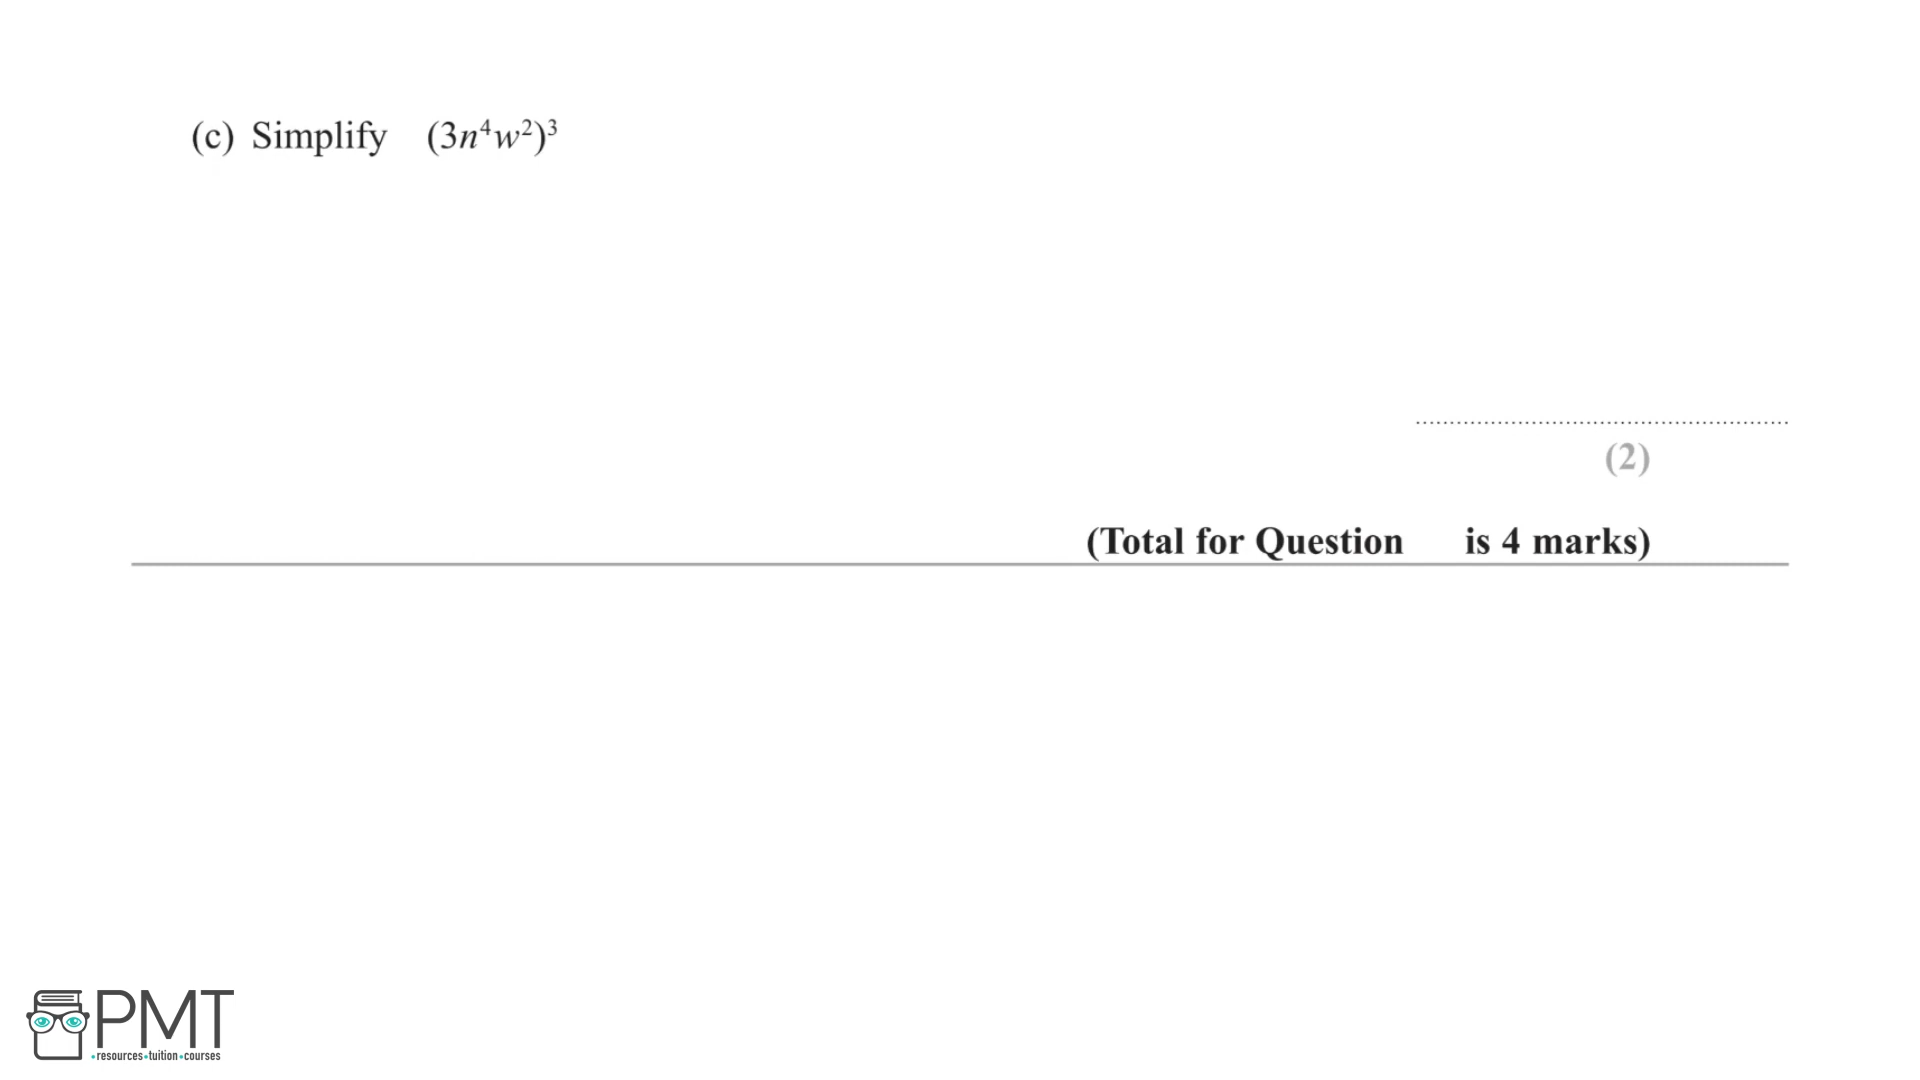 (c) Simplify (3n⁴w²)³
(2)
(Total for Question is 4 marks)
PMT
•resources•tuition•courses